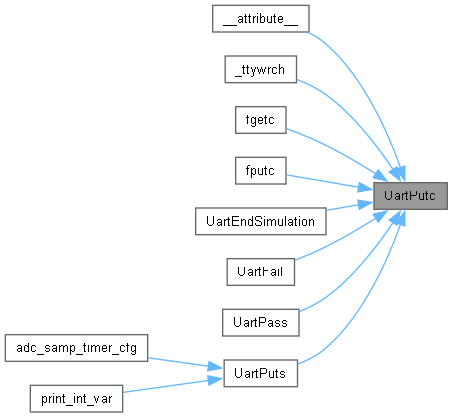 __attribute__
_ttywrch
fgetc
fputc
UartPutc
UartEndSimulation
UartFail
UartPass
adc_samp_timer_cfg
UartPuts
print_int_var